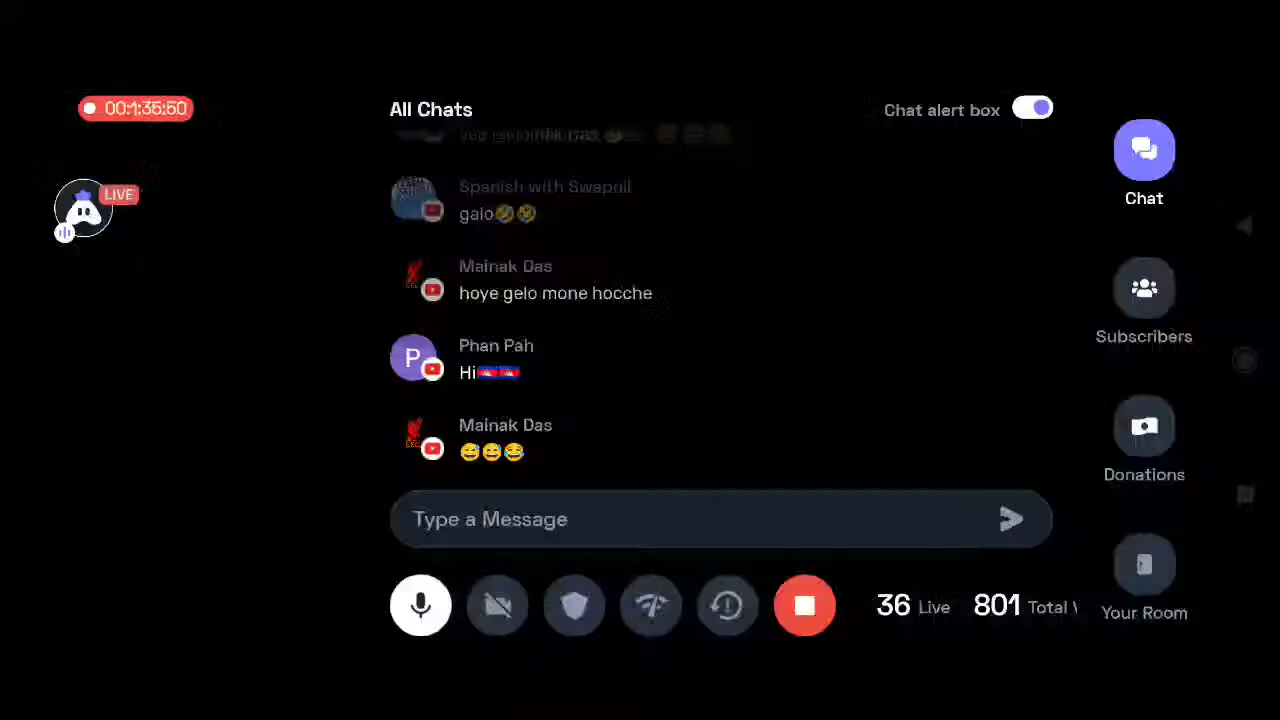 00:1:35:50
All Chats
Chat alert box
LIVE
Spanish with Swapnil
galo🤣🤣
Mainak Das
hoye gelo mone hocche
P
Phan Pah
Hi🇰🇭🇰🇭
Mainak Das
😅😅😂
Type a Message
36 Live
801 Total
Chat
Subscribers
Donations
Your Room